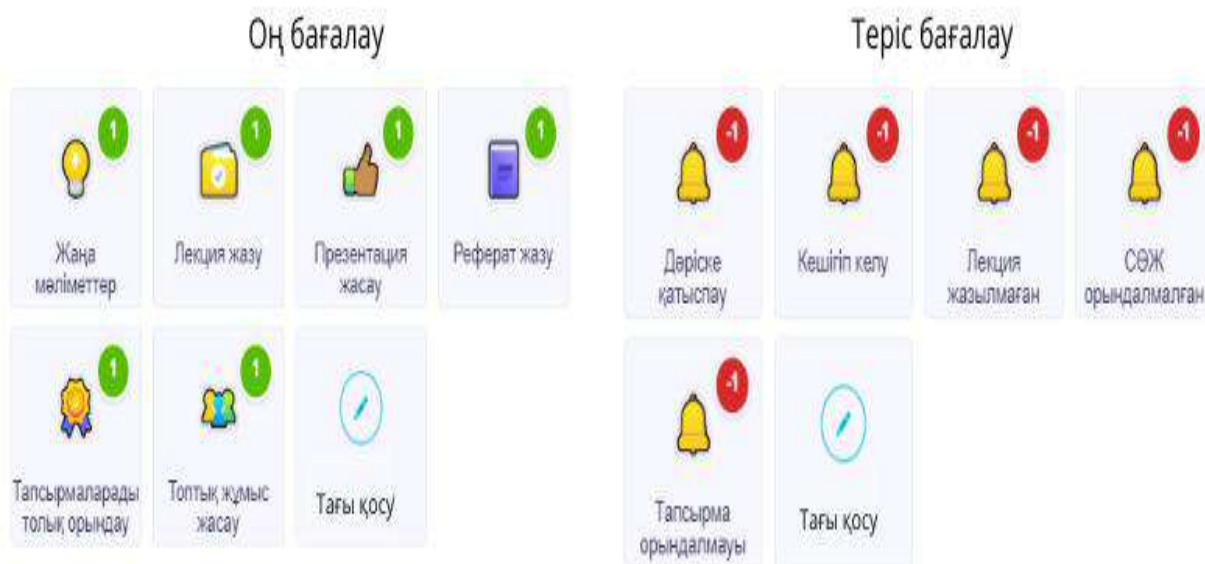 Оң бағалау
1
Жаңа
мәліметтер
1
Лекция жазу
1
Презентация
жасау
1
Реферат жазу
1
Тапсырмаларады
толық орындау
1
Топтық жұмыс
жасау
Тағы қосу
Теріс бағалау
-1
Дәріске
қатыспау
-1
Кешігіп келу
-1
Лекция
жазылмаған
-1
СӨЖ
орындалмалған
-1
Тапсырма
орындалмауы
Тағы қосу